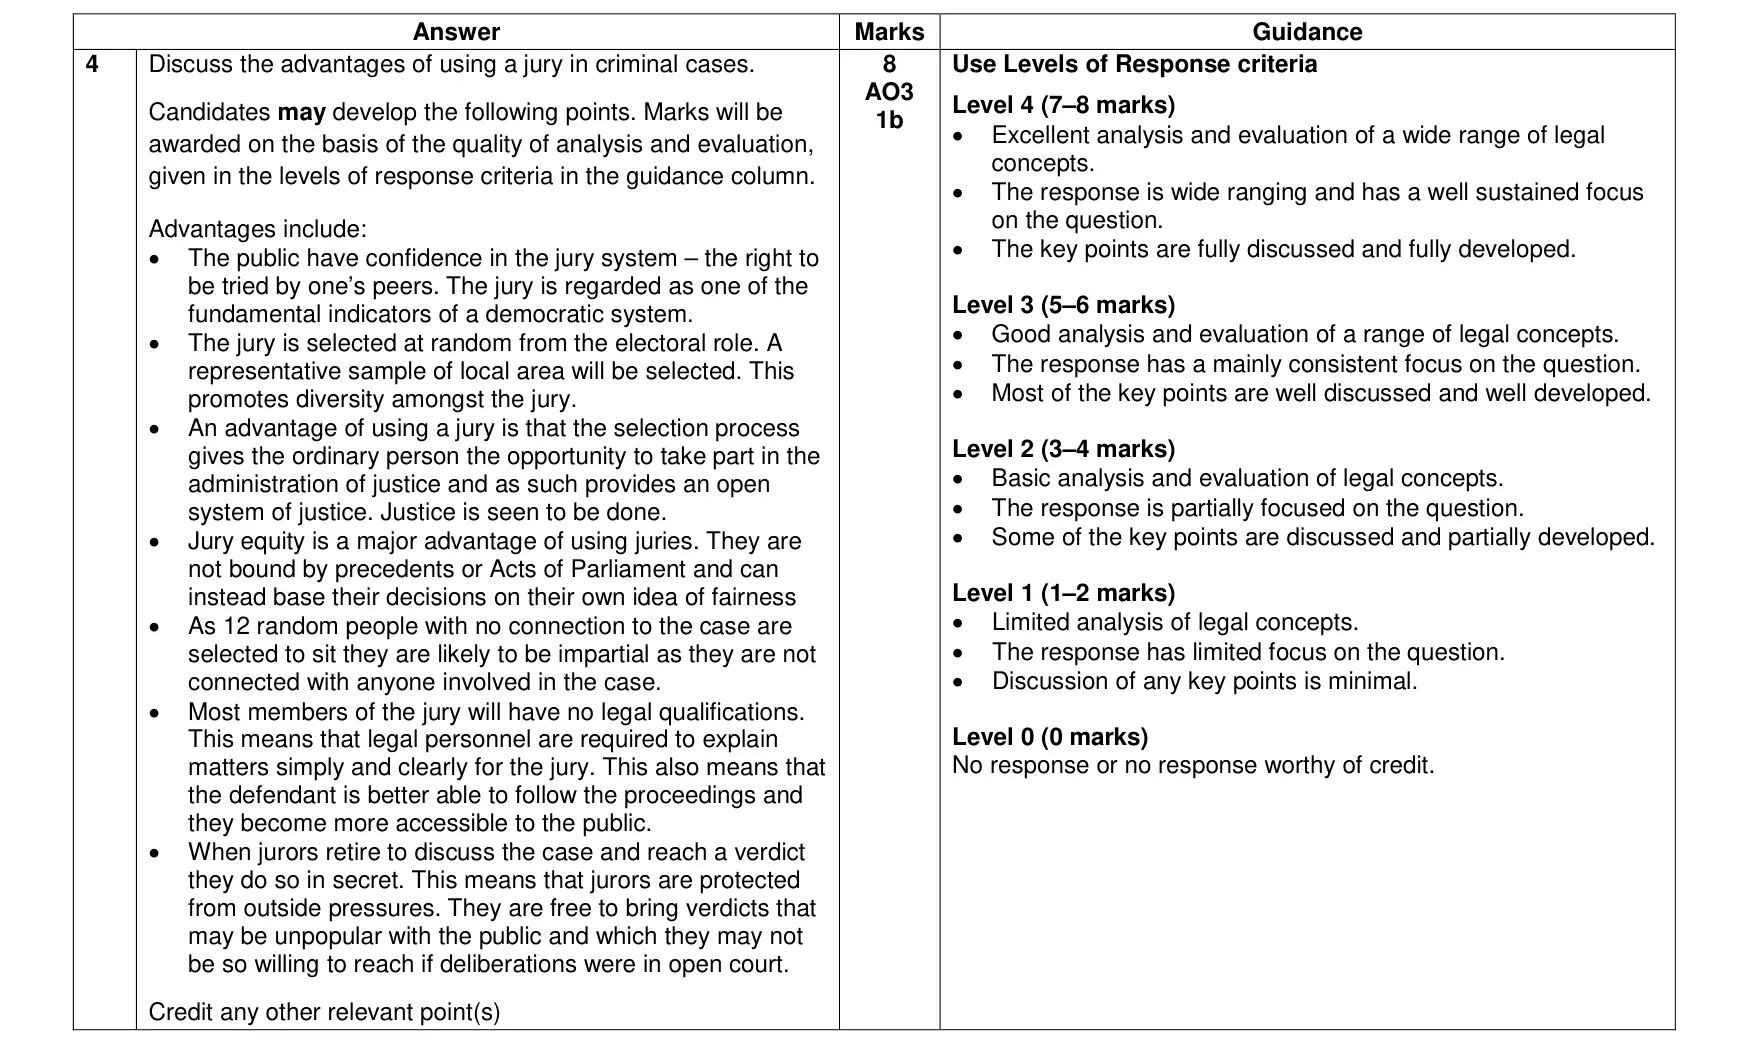 Answer Marks Guidance
4 Discuss the advantages of using a jury in criminal cases.
Candidates may develop the following points. Marks will be
awarded on the basis of the quality of analysis and evaluation,
given in the levels of response criteria in the guidance column.
Advantages include:
• The public have confidence in the jury system – the right to
be tried by one’s peers. The jury is regarded as one of the
fundamental indicators of a democratic system.
• The jury is selected at random from the electoral role. A
representative sample of local area will be selected. This
promotes diversity amongst the jury.
• An advantage of using a jury is that the selection process
gives the ordinary person the opportunity to take part in the
administration of justice and as such provides an open
system of justice. Justice is seen to be done.
• Jury equity is a major advantage of using juries. They are
not bound by precedents or Acts of Parliament and can
instead base their decisions on their own idea of fairness
• As 12 random people with no connection to the case are
selected to sit they are likely to be impartial as they are not
connected with anyone involved in the case.
• Most members of the jury will have no legal qualifications.
This means that legal personnel are required to explain
matters simply and clearly for the jury. This also means that
the defendant is better able to follow the proceedings and
they become more accessible to the public.
• When jurors retire to discuss the case and reach a verdict
they do so in secret. This means that jurors are protected
from outside pressures. They are free to bring verdicts that
may be unpopular with the public and which they may not
be so willing to reach if deliberations were in open court.
Credit any other relevant point(s)
8
AO3
1b
Use Levels of Response criteria
Level 4 (7–8 marks)
• Excellent analysis and evaluation of a wide range of legal
concepts.
• The response is wide ranging and has a well sustained focus
on the question.
• The key points are fully discussed and fully developed.
Level 3 (5–6 marks)
• Good analysis and evaluation of a range of legal concepts.
• The response has a mainly consistent focus on the question.
• Most of the key points are well discussed and well developed.
Level 2 (3–4 marks)
• Basic analysis and evaluation of legal concepts.
• The response is partially focused on the question.
• Some of the key points are discussed and partially developed.
Level 1 (1–2 marks)
• Limited analysis of legal concepts.
• The response has limited focus on the question.
• Discussion of any key points is minimal.
Level 0 (0 marks)
No response or no response worthy of credit.